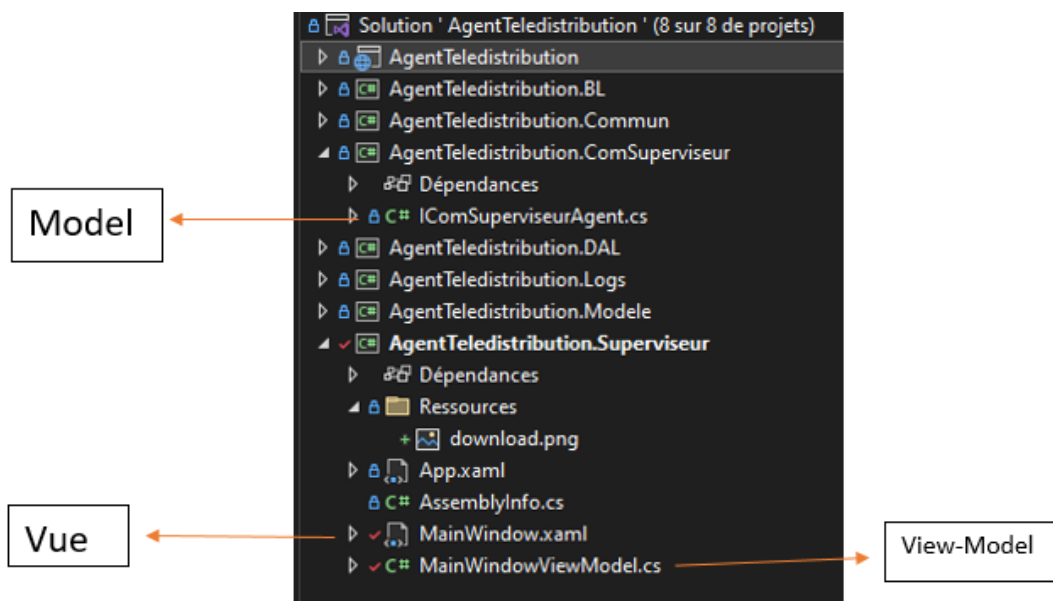 Solution ' AgentTeledistribution ' (8 sur 8 de projets)
AgentTeledistribution
C# AgentTeledistribution.BL
C# AgentTeledistribution.Commun
C# AgentTeledistribution.ComSuperviseur
Dépendances
Model
C# IComSuperviseurAgent.cs
C# AgentTeledistribution.DAL
C# AgentTeledistribution.Logs
C# AgentTeledistribution.Modele
C# AgentTeledistribution.Superviseur
Dépendances
Ressources
download.png
App.xaml
C# AssemblyInfo.cs
Vue
MainWindow.xaml
View-Model
C# MainWindowViewModel.cs